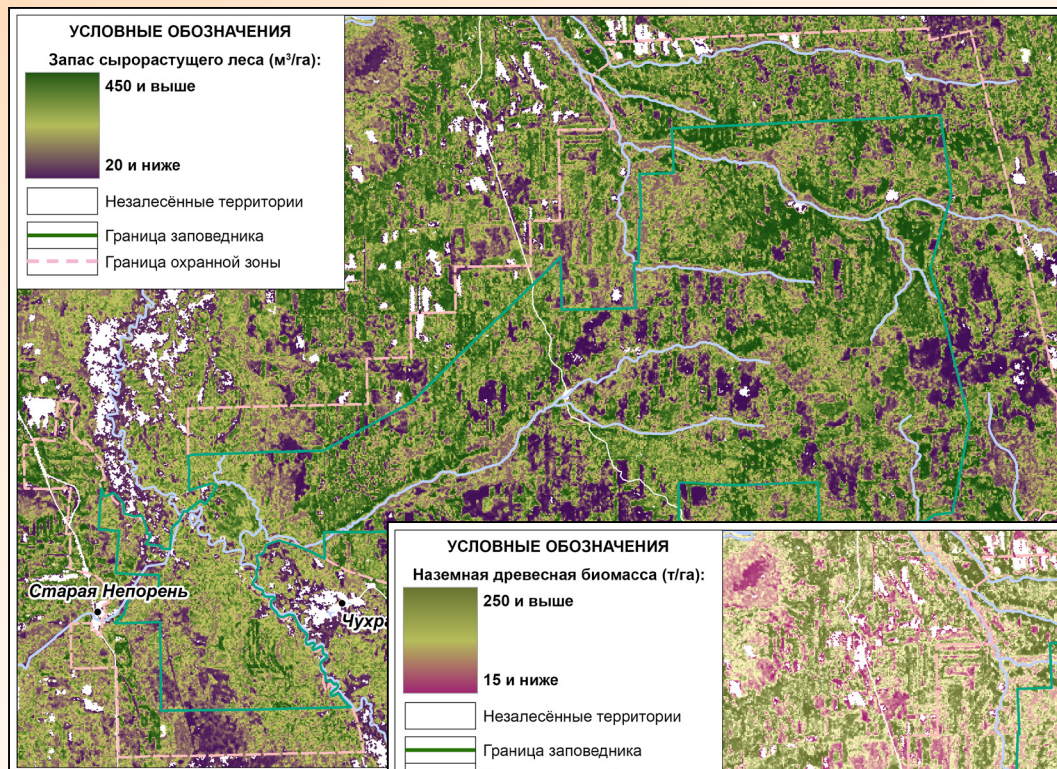 УСЛОВНЫЕ ОБОЗНАЧЕНИЯ
Запас сырорастущего леса (м³/га):
450 и выше
20 и ниже
Незалесённые территории
Граница заповедника
Граница охранной зоны
Старая Непорень
Чухра
УСЛОВНЫЕ ОБОЗНАЧЕНИЯ
Наземная древесная биомасса (т/га):
250 и выше
15 и ниже
Незалесённые территории
Граница заповедника